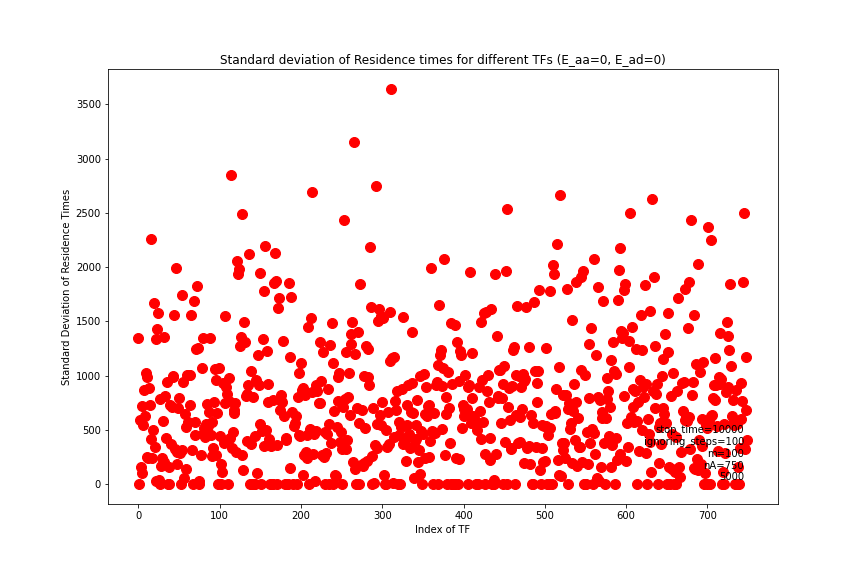 Standard deviation of Residence times for different TFs (E_aa=0, E_ad=0)
Standard Deviation of Residence Times
3500
3000
2500
2000
1500
1000
500
0
stop_time=10000
ignoring_steps=100
m=100
nA=750
5000
0 100 200 300 400 500 600 700
Index of TF